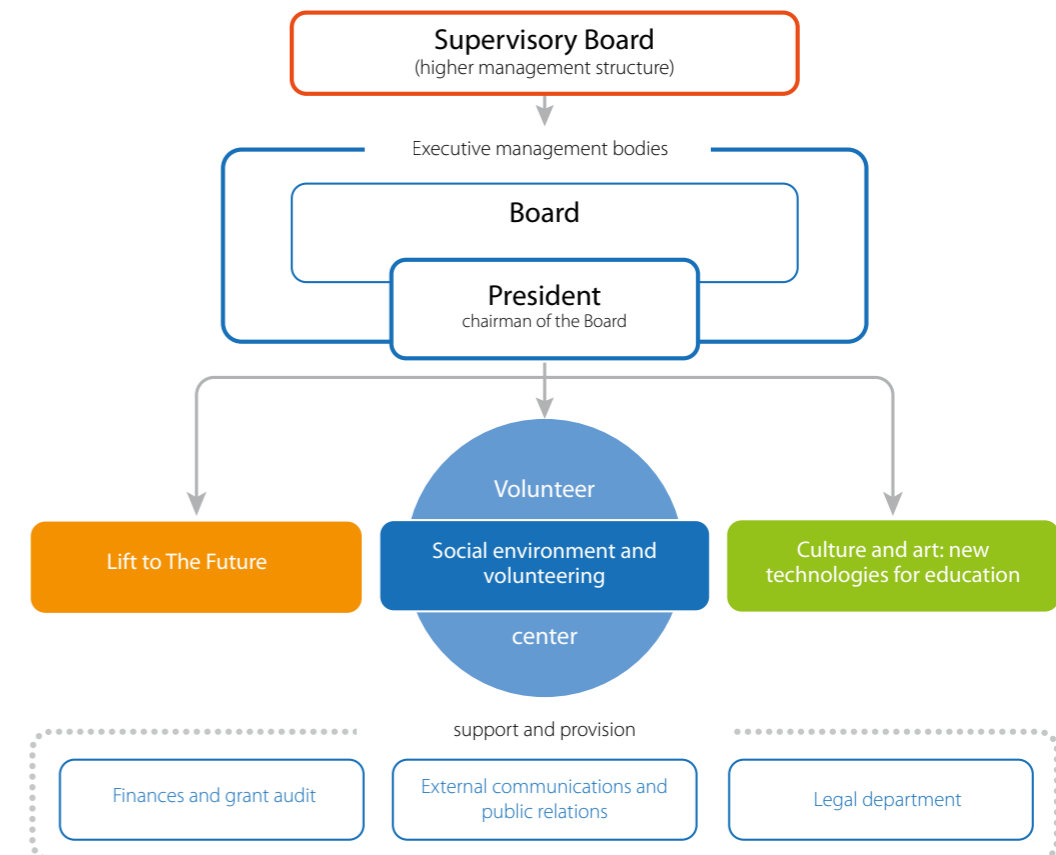 Supervisory Board
(higher management structure)
Executive management bodies
Board
President
chairman of the Board
Volunteer
Lift to The Future
Social environment and
volunteering
Culture and art: new
technologies for education
center
support and provision
Finances and grant audit
External communications and
public relations
Legal department